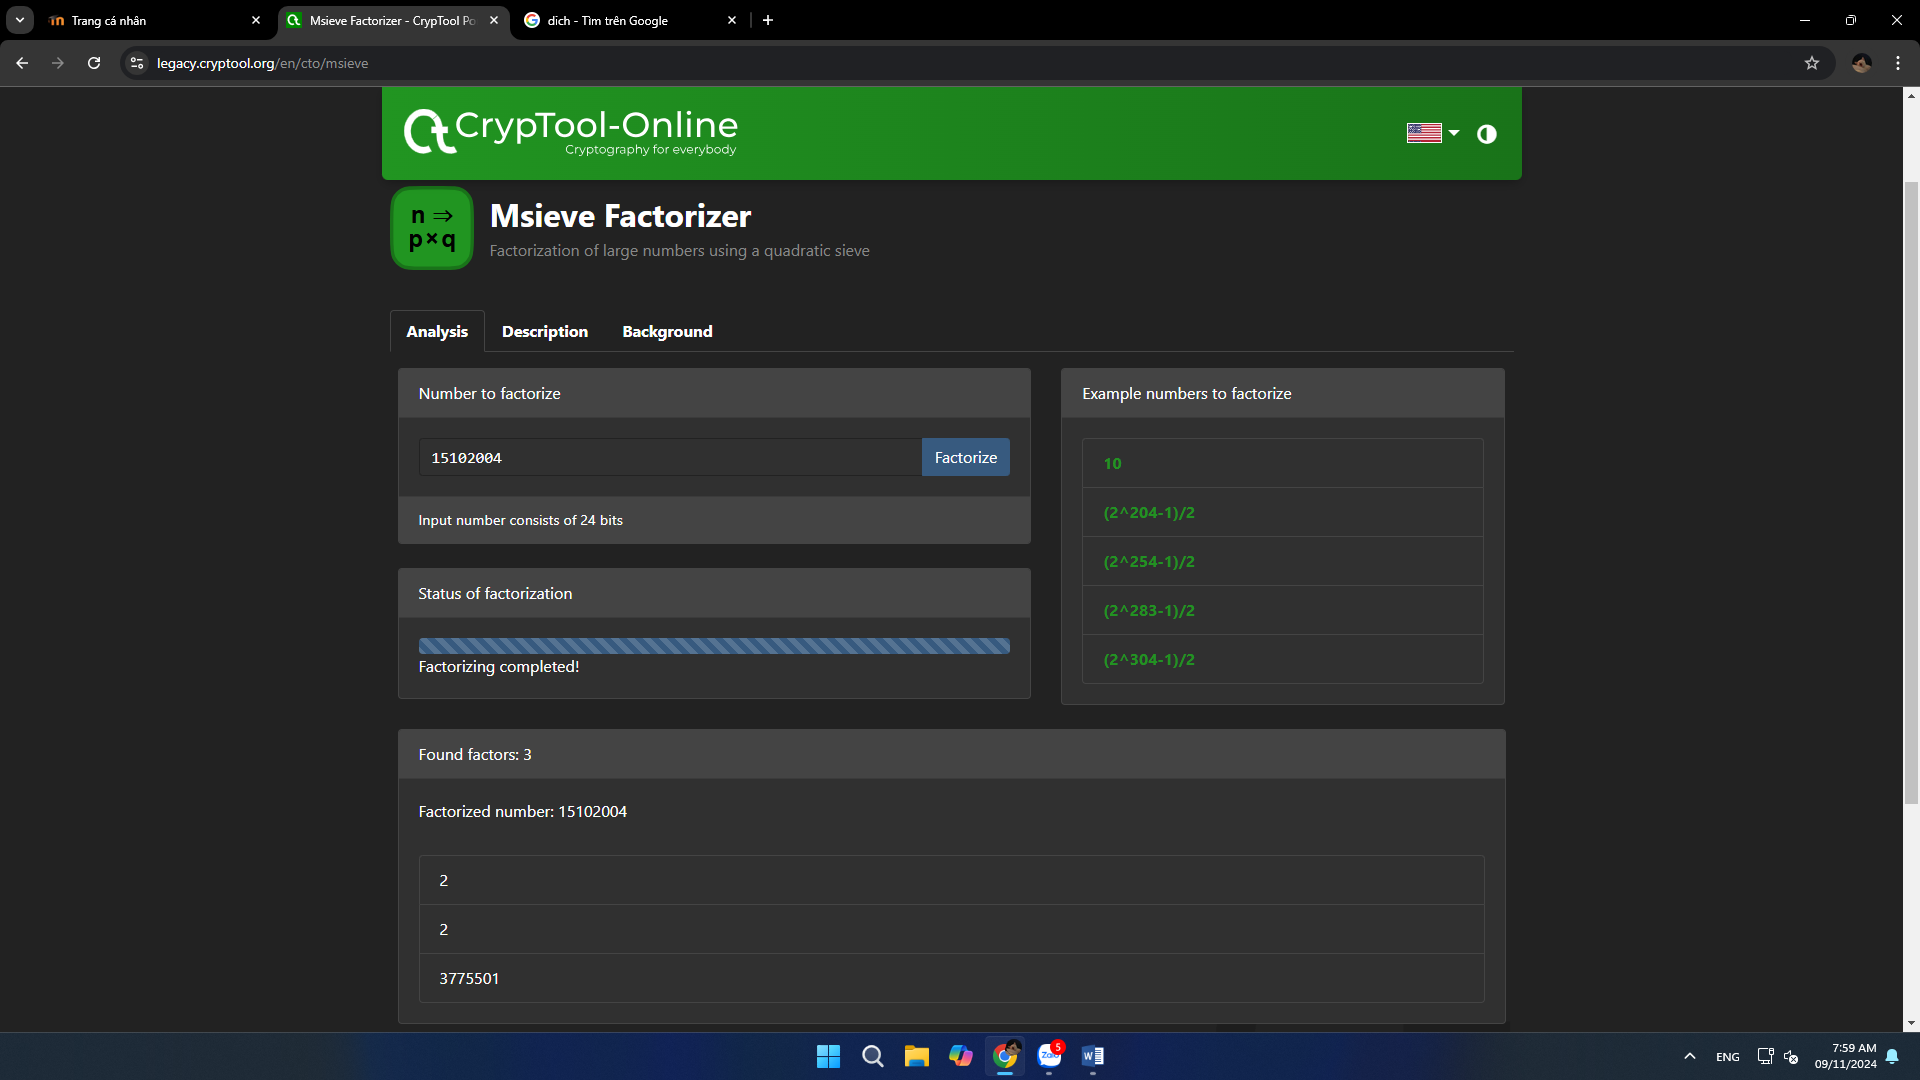 Trang cá nhân
Msieve Factorizer - CrypTool Po
dich - Tìm trên Google
legacy.cryptool.org/en/cto/msieve
CrypTool-Online
Cryptography for everybody
n ⇒
p×q
Msieve Factorizer
Factorization of large numbers using a quadratic sieve
Analysis
Description
Background
Number to factorize
15102004
Factorize
Input number consists of 24 bits
Status of factorization
Factorizing completed!
Example numbers to factorize
10
(2^204-1)/2
(2^254-1)/2
(2^283-1)/2
(2^304-1)/2
Found factors: 3
Factorized number: 15102004
2
2
3775501
Zalo
5
W
ENG
7:59 AM
09/11/2024